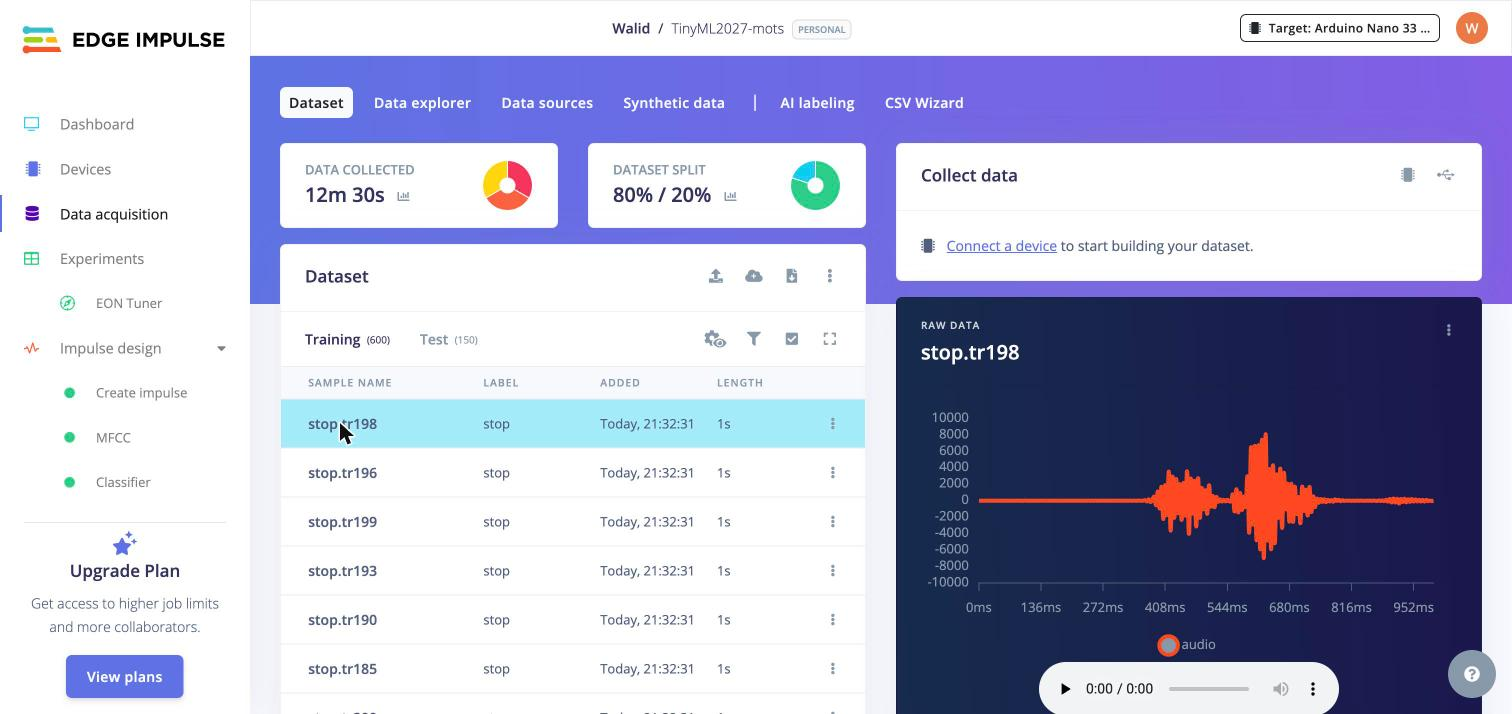 EDGE IMPULSE
Walid / TinyML2027-mots PERSONAL
Target: Arduino Nano 33 ...
W
Dashboard
Devices
Data acquisition
Experiments
EON Tuner
Impulse design
Create impulse
MFCC
Classifier
Upgrade Plan
Get access to higher job limits
and more collaborators.
View plans
Dataset Data explorer Data sources Synthetic data | AI labeling CSV Wizard
DATA COLLECTED
12m 30s
DATASET SPLIT
80% / 20%
Dataset
Training (600) Test (150)
SAMPLE NAME LABEL ADDED LENGTH
stop.tr198 stop Today, 21:32:31 1s
stop.tr196 stop Today, 21:32:31 1s
stop.tr199 stop Today, 21:32:31 1s
stop.tr193 stop Today, 21:32:31 1s
stop.tr190 stop Today, 21:32:31 1s
stop.tr185 stop Today, 21:32:31 1s
Collect data
Connect a device to start building your dataset.
RAW DATA
stop.tr198
10000
8000
6000
4000
2000
0
-2000
-4000
-6000
-8000
-10000
0ms 136ms 272ms 408ms 544ms 680ms 816ms 952ms
audio
0:00 / 0:00
?